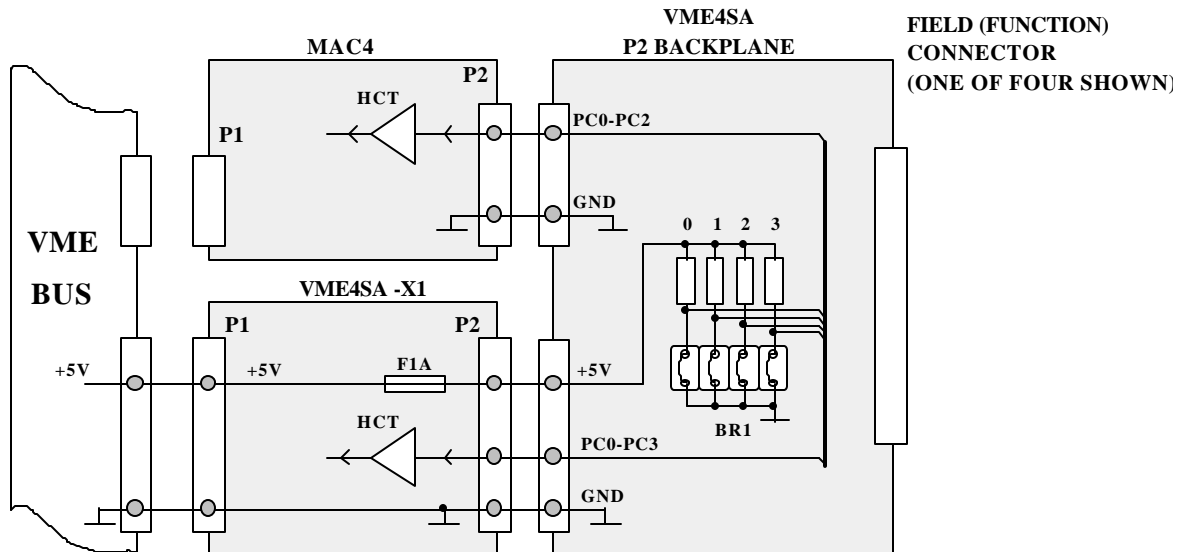 VME4SA
P2 BACKPLANE
FIELD (FUNCTION)
CONNECTOR
(ONE OF FOUR SHOWN)
MAC4
P2
HCT
P1
PC0-PC2
GND
0 1 2 3
VME
BUS
VME4SA -X1
P1
P2
+5V
+5V
F1A
+5V
HCT
BR1
PC0-PC3
GND